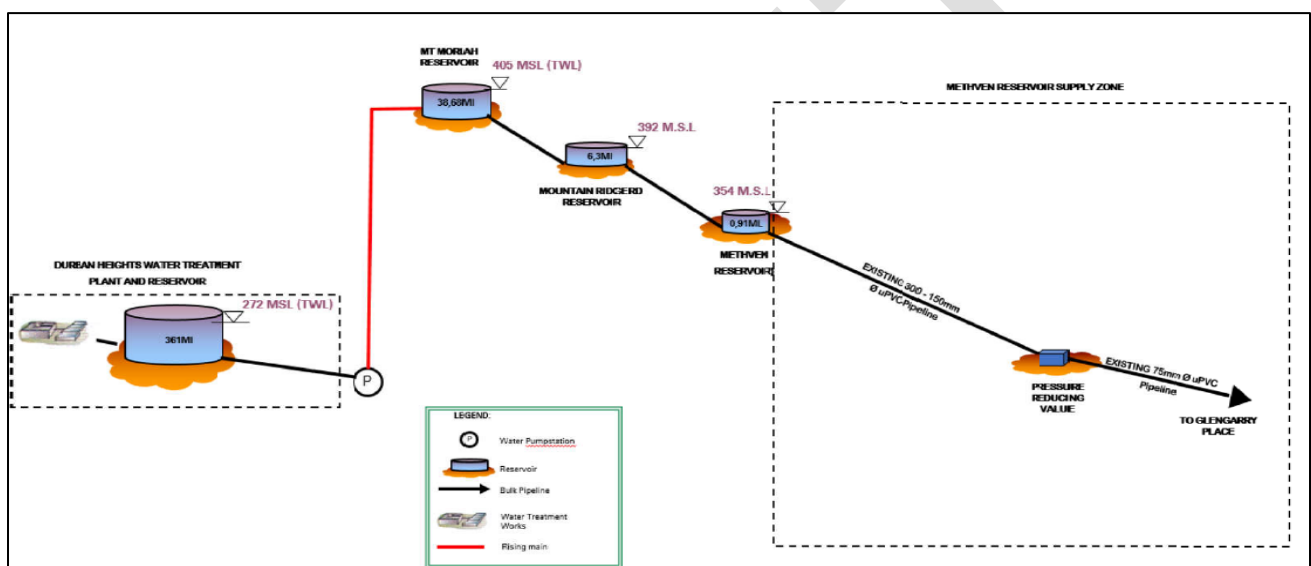 MT MORIAH
RESERVOIR
405 MSL (TWL)
38,68Ml
392 M.S.L
6,3Ml
MOUNTAIN RIDGERD
RESERVOIR
354 M.S.L
0,91ML
METHVEN
RESERVOIR
METHVEN RESERVOIR SUPPLY ZONE
EXISTING 300 - 150mm
Ø uPVC Pipeline
PRESSURE
REDUCING
VALUE
EXISTING 75mm Ø uPVC
Pipeline
TO GLENGARRY
PLACE
DURBAN HEIGHTS WATER TREATMENT
PLANT AND RESERVOIR
272 MSL (TWL)
361Ml
P
LEGEND:
P
Water Pumpstation
Reservoir
Bulk Pipeline
Water Treatment
Works
Rising main